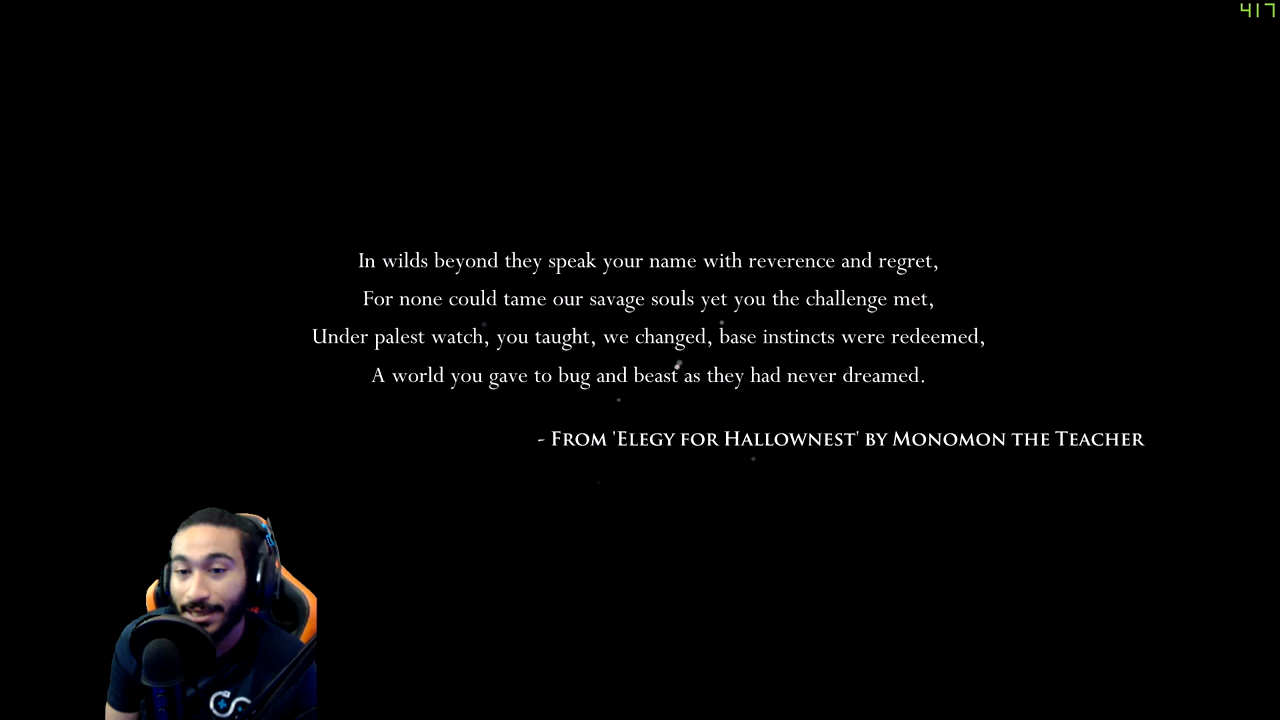 417
In wilds beyond they speak your name with reverence and regret,
For none could tame our savage souls yet you the challenge met,
Under palest watch, you taught, we changed, base instincts were redeemed,
A world you gave to bug and beast as they had never dreamed.
- From 'Elegy for Hallownest' by Monomon the Teacher